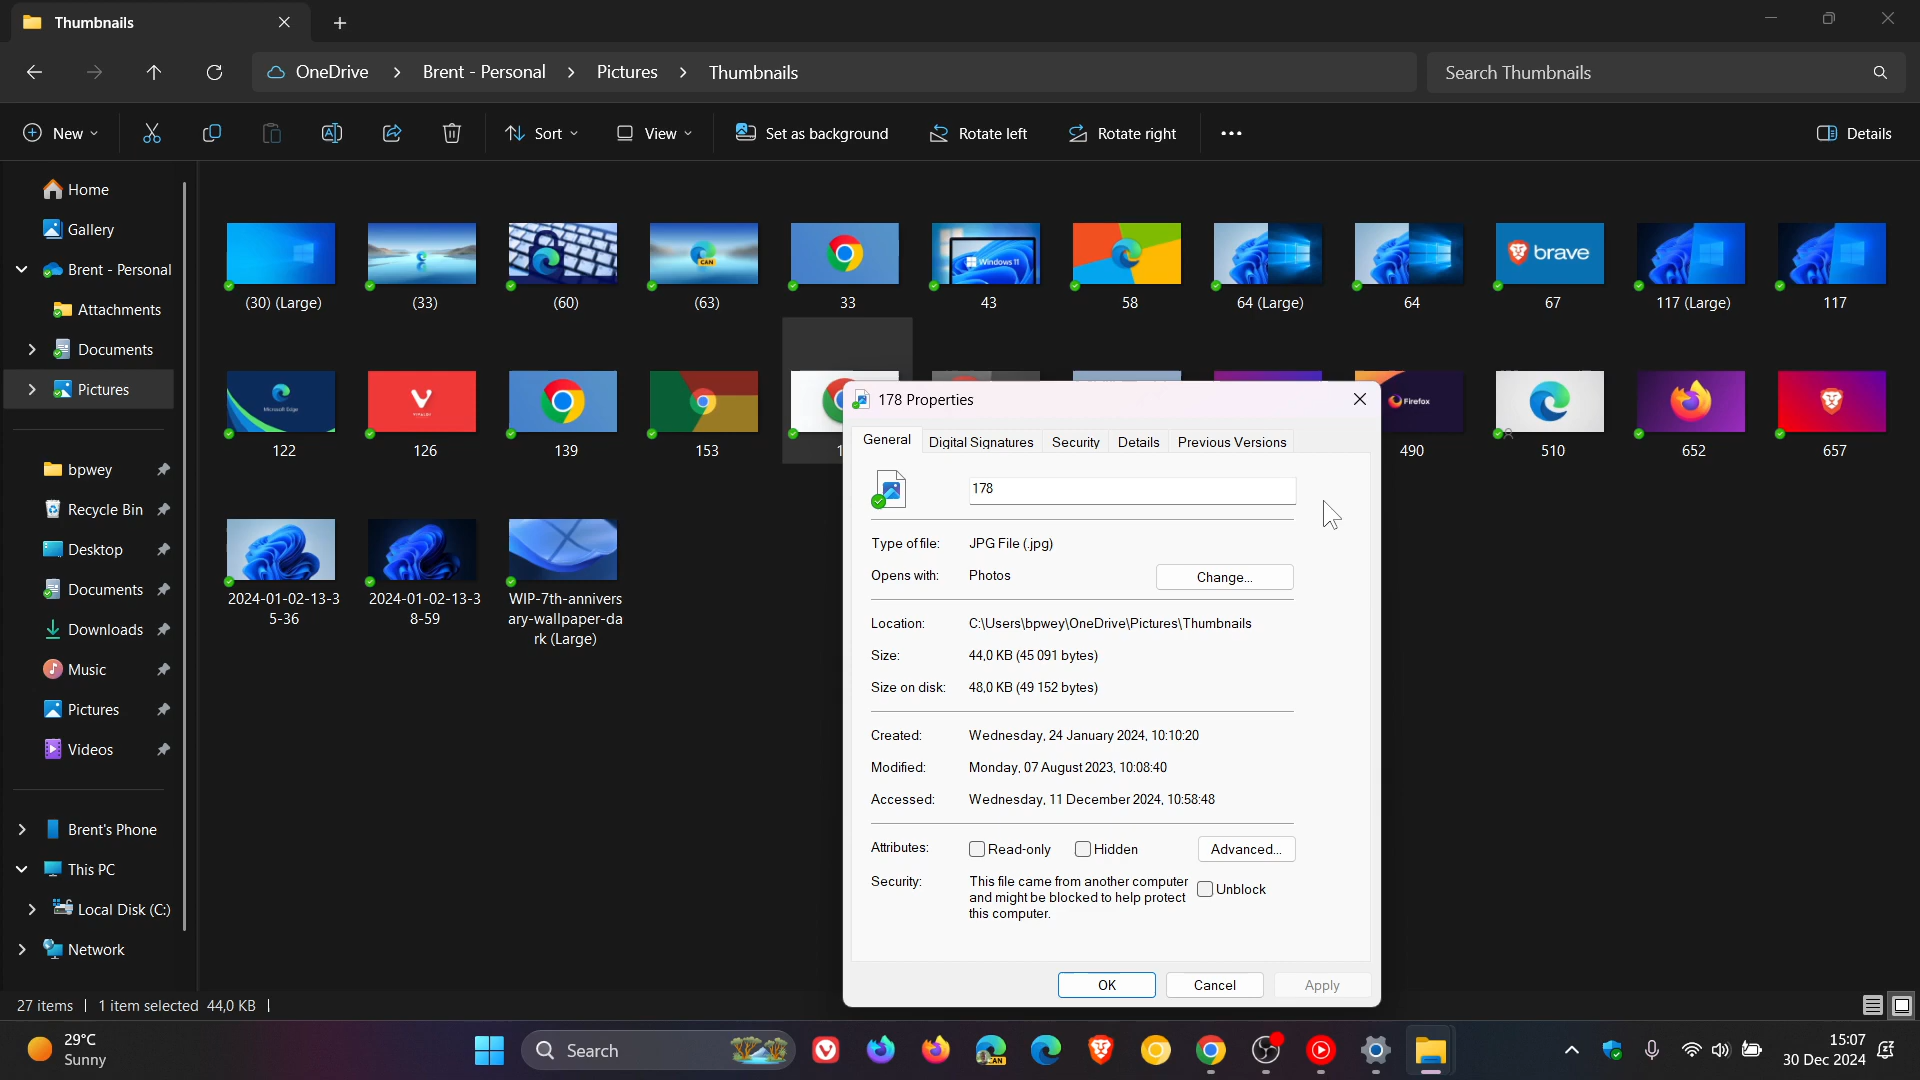 Thumbnails
OneDrive > Brent - Personal > Pictures > Thumbnails
Search Thumbnails
New
Sort
View
Set as background
Rotate left
Rotate right
Details
Home
Gallery
Brent - Personal
Attachments
Documents
Pictures
bpwey
Recycle Bin
Desktop
Documents
Downloads
Music
Pictures
Videos
Brent's Phone
This PC
Local Disk (C:)
Network
CAN
Windows 11
brave
(30) (Large)
(33)
(60)
(63)
33
43
58
64 (Large)
64
67
117 (Large)
117
Microsoft Edge
VIVALDI
Firefox
122
126
139
153
490
510
652
657
2024-01-02-13-3
5-36
2024-01-02-13-3
8-59
WIP-7th-annivers
ary-wallpaper-da
rk (Large)
178 Properties
General
Digital Signatures
Security
Details
Previous Versions
178
Type of file: JPG File (.jpg)
Opens with: Photos
Change...
Location: C:\Users\bpwey\OneDrive\Pictures\Thumbnails
Size: 44,0 KB (45 091 bytes)
Size on disk: 48,0 KB (49 152 bytes)
Created: Wednesday, 24 January 2024, 10:10:20
Modified: Monday, 07 August 2023, 10:08:40
Accessed: Wednesday, 11 December 2024, 10:58:48
Attributes: Read-only Hidden
Advanced...
Security: This file came from another computer
and might be blocked to help protect
this computer.
Unblock
OK
Cancel
Apply
27 items | 1 item selected 44,0 KB |
29°C
Sunny
Search
CAN
15:07
30 Dec 2024